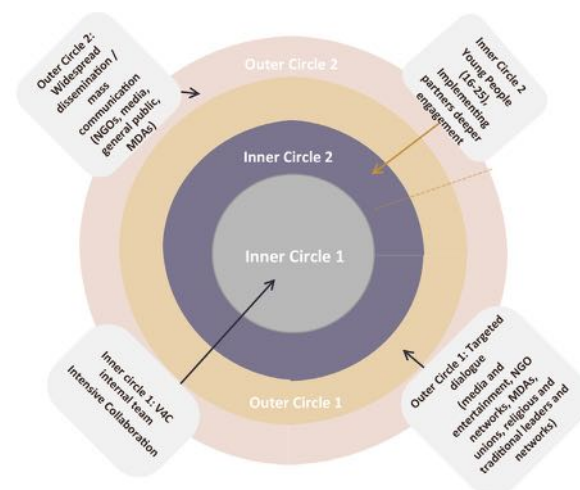 Outer Circle 2:
Widespread
dissemination /
mass
communication
(NGOs, media,
general public,
MDAs)
Inner Circle 2
Young People
(16-25),
Implementing
partners deeper
engagement
Outer Circle 2
Inner Circle 2
Inner Circle 1
Outer Circle 1
Inner circle 1: V4C
internal team
Intensive Collaboration
Outer Circle 1: Targeted
dialogue
(media and
entertainment, NGO
networks, MDAs,
unions, religious and
traditional leaders and
networks)